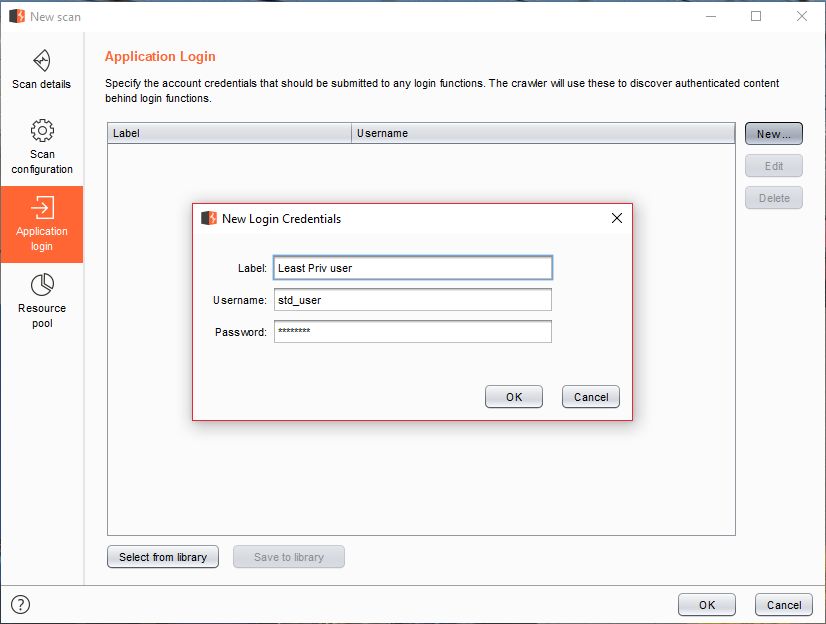 New scan
Scan details
Scan
configuration
Application
login
Resource
pool
Application Login
Specify the account credentials that should be submitted to any login functions. The crawler will use these to discover authenticated content
behind login functions.
Label Username
New ...
Edit
Delete
New Login Credentials
Label: Least Priv user
Username: std_user
Password: ********
OK Cancel
Select from library Save to library
? OK Cancel